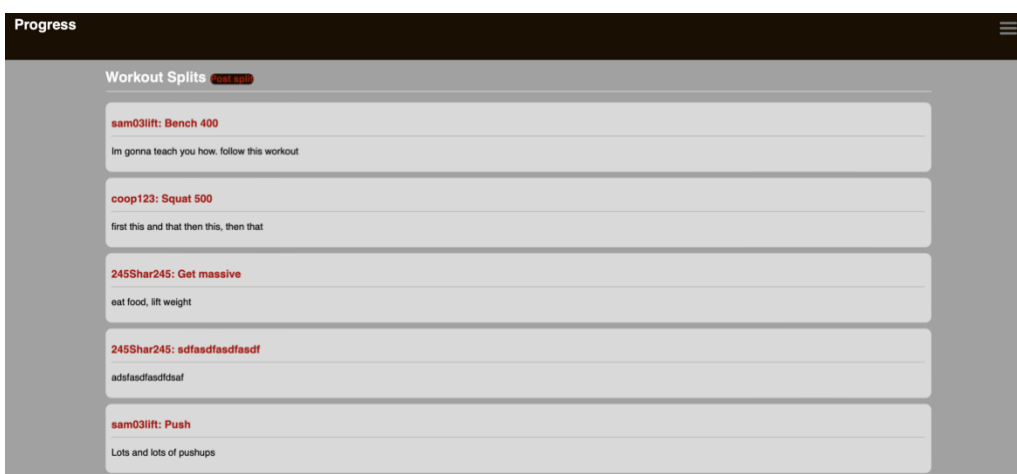 Progress
Workout Splits Post split
sam03lift: Bench 400
Im gonna teach you how. follow this workout
coop123: Squat 500
first this and that then this, then that
245Shar245: Get massive
eat food, lift weight
245Shar245: sdfasdfasdfasdf
adsfasdfasdfdsaf
sam03lift: Push
Lots and lots of pushups